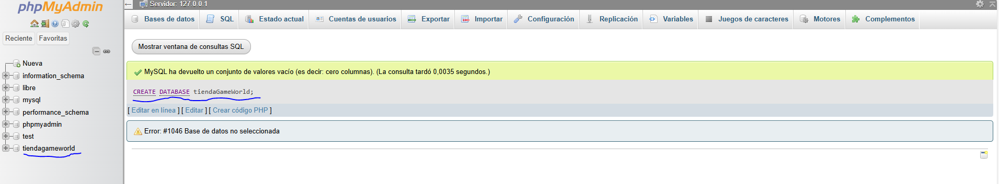 phpMyAdmin
Reciente Favoritas
Nueva
information_schema
libre
mysql
performance_schema
phpmyadmin
test
tiendagameworld
Servidor: 127.0.0.1
Bases de datos SQL Estado actual Cuentas de usuarios Exportar Importar Configuración Replicación Variables Juegos de caracteres Motores Complementos
Mostrar ventana de consultas SQL
MySQL ha devuelto un conjunto de valores vacío (es decir: cero columnas). (La consulta tardó 0,0035 segundos.)
CREATE DATABASE tiendaGameWorld;
[ Editar en línea ] [ Editar ] [ Crear código PHP ]
Error: #1046 Base de datos no seleccionada